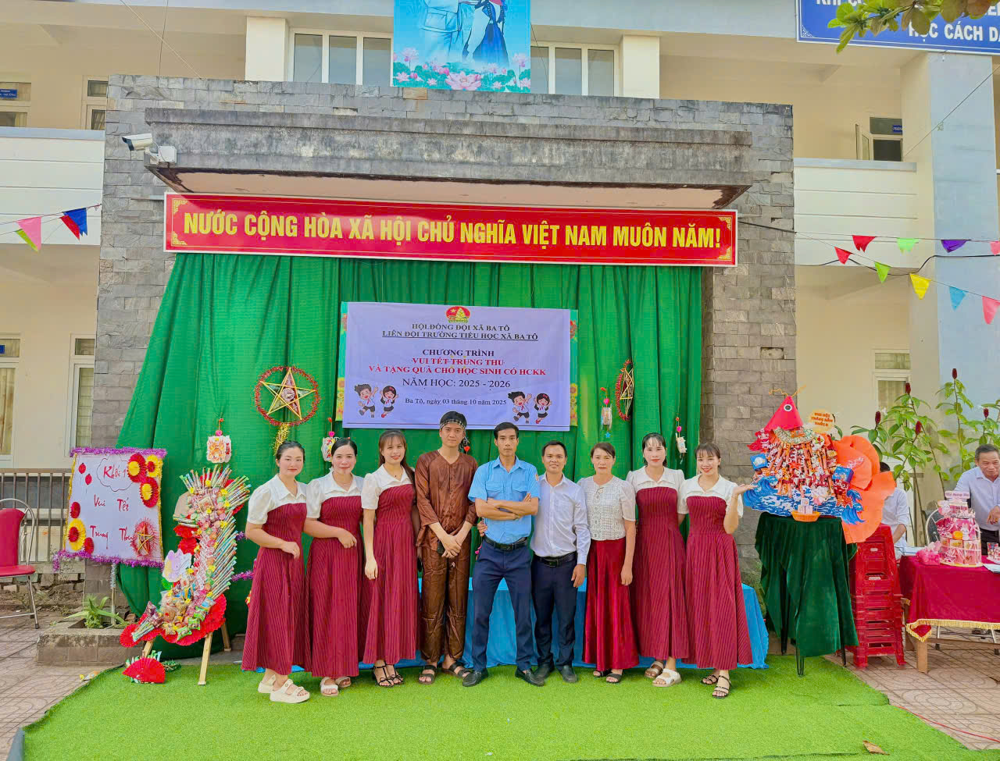 HỌC CÁCH
NƯỚC CỘNG HÒA XÃ HỘI CHỦ NGHĨA VIỆT NAM MUÔN NĂM!
HỘI ĐỒNG ĐỘI XÃ BA TÔ
LIÊN ĐỘI TRƯỜNG TIỂU HỌC XÃ BA TÔ
CHƯƠNG TRÌNH
VUI TẾT TRUNG THU
VÀ TẶNG QUÀ CHO HỌC SINH CÓ HCKK
NĂM HỌC: 2025 - 2026
Ba Tô, ngày 03 tháng 10 năm 2025
Khối 1
Vui Tết
Trung Thu